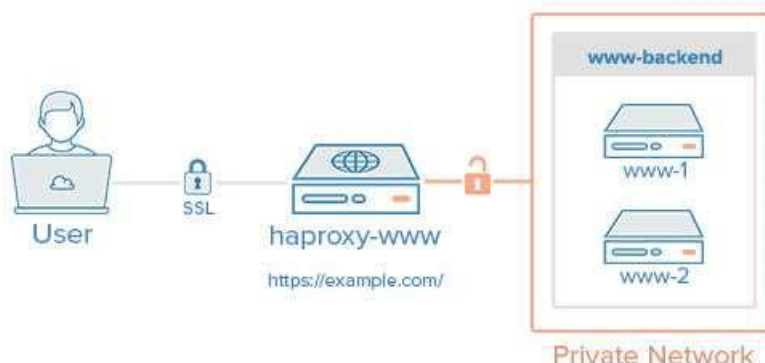 www-backend
www-1
www-2
SSL
User
haproxy-www
https://example.com/
Private Network